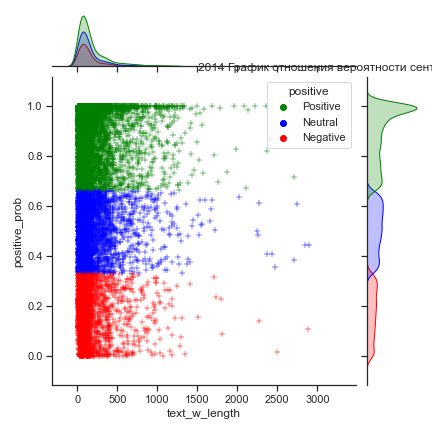 2014 График отношения вероятности сент
positive
Positive
Neutral
Negative
positive_prob
1.0
0.8
0.6
0.4
0.2
0.0
0 500 1000 1500 2000 2500 3000
text_w_length